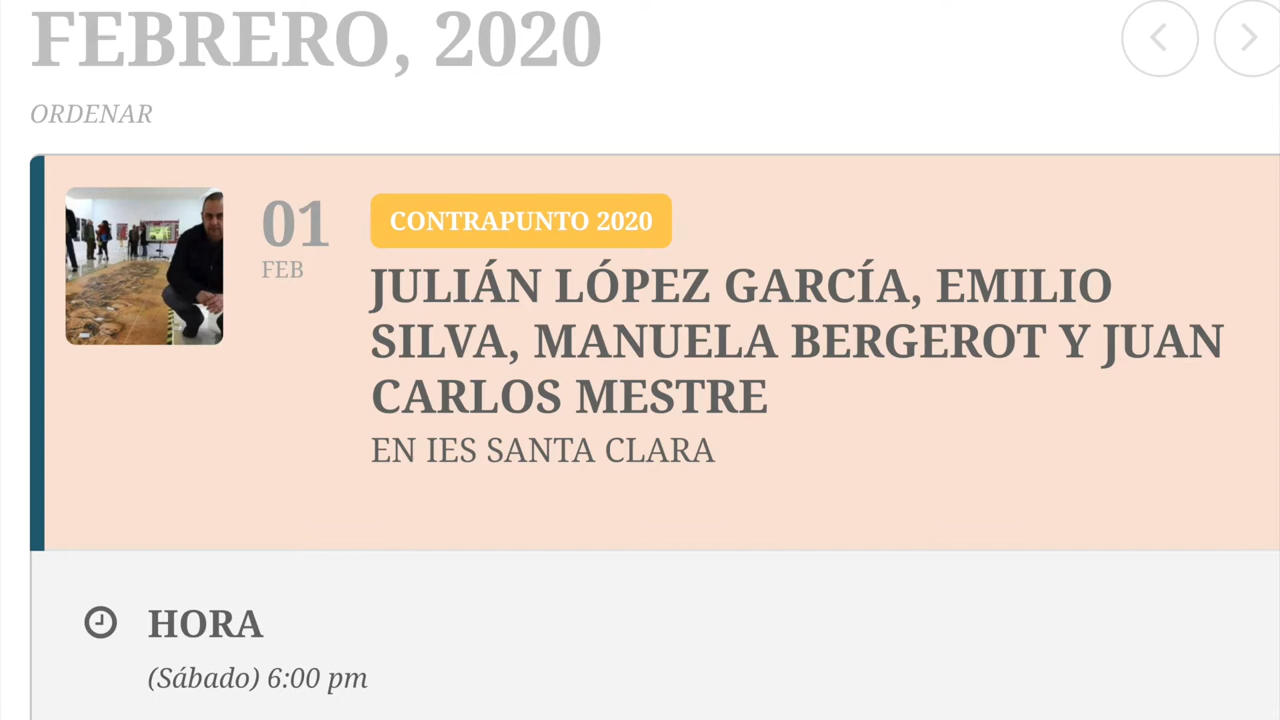 FEBRERO, 2020
ORDENAR
01
FEB
CONTRAPUNTO 2020
JULIÁN LÓPEZ GARCÍA, EMILIO
SILVA, MANUELA BERGEROT Y JUAN
CARLOS MESTRE
EN IES SANTA CLARA
HORA
(Sábado) 6:00 pm